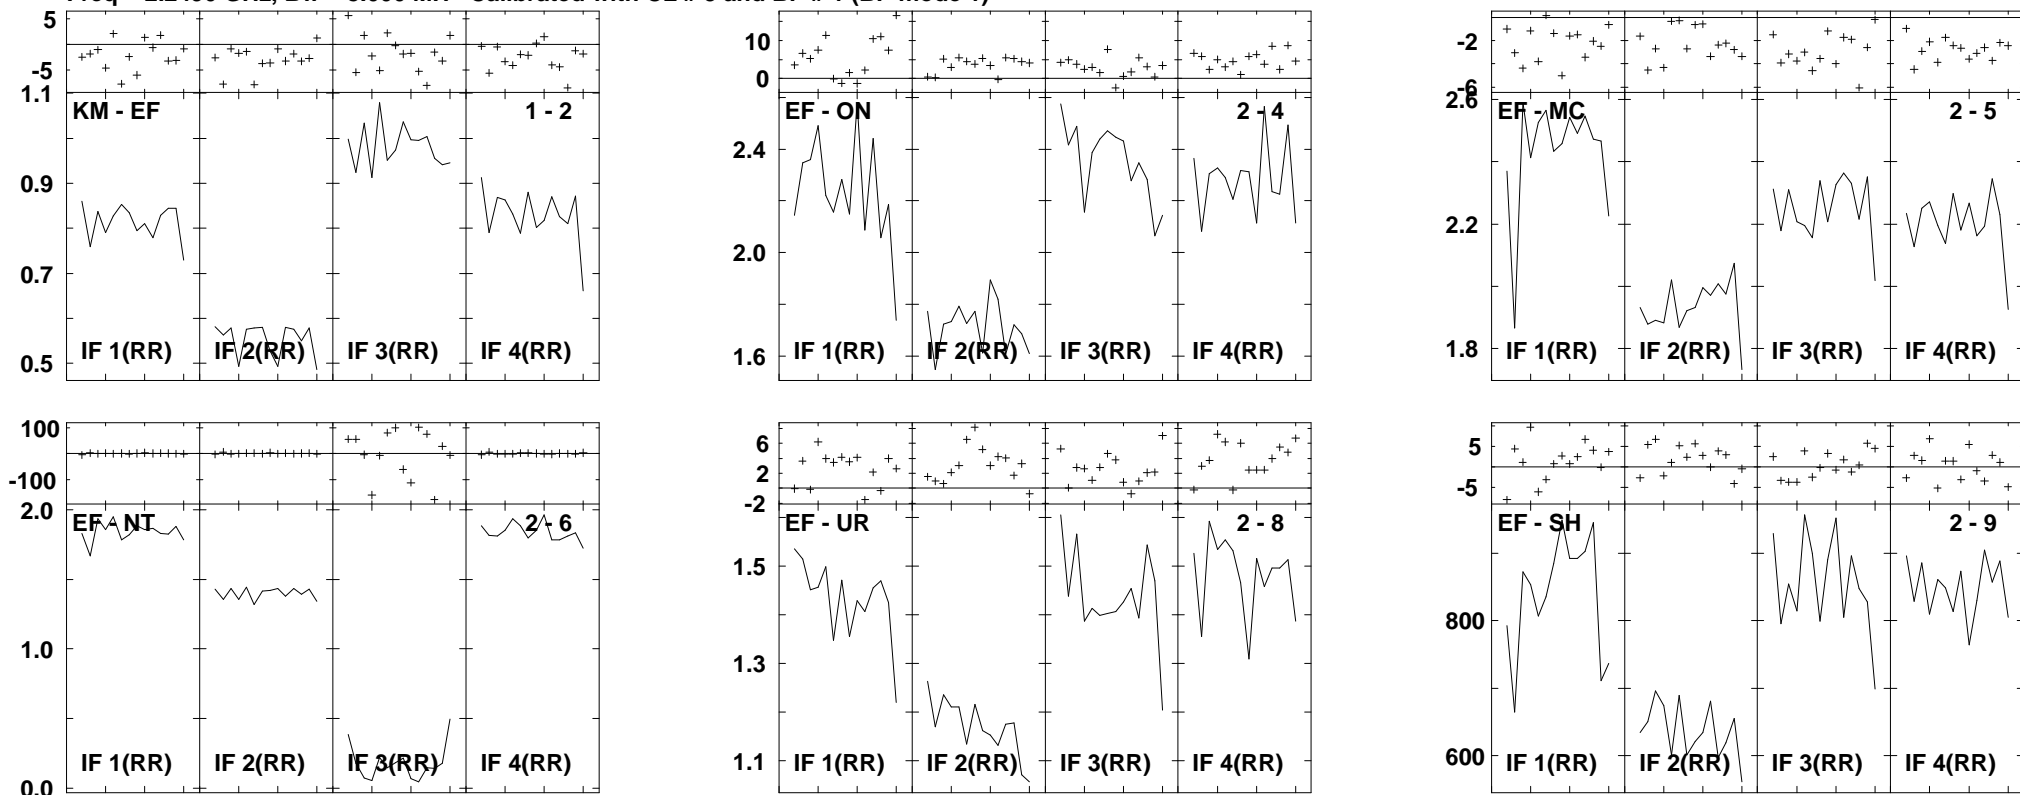 5
-5
1.1
0.9
0.7
0.5
KM - EF
1 - 2
IF 1(RR)
IF 2(RR)
IF 3(RR)
IF 4(RR)
10
0
2.4
2.0
1.6
EF - ON
2 - 4
IF 1(RR)
IF 2(RR)
IF 3(RR)
IF 4(RR)
-2
-6
2.6
2.2
1.8
EF - MC
2 - 5
IF 1(RR)
IF 2(RR)
IF 3(RR)
IF 4(RR)
100
-100
2.0
1.0
0.0
EF - NT
2 - 6
IF 1(RR)
IF 2(RR)
IF 3(RR)
IF 4(RR)
6
2
-2
1.5
1.3
1.1
EF - UR
2 - 8
IF 1(RR)
IF 2(RR)
IF 3(RR)
IF 4(RR)
5
-5
800
600
EF - SH
2 - 9
IF 1(RR)
IF 2(RR)
IF 3(RR)
IF 4(RR)